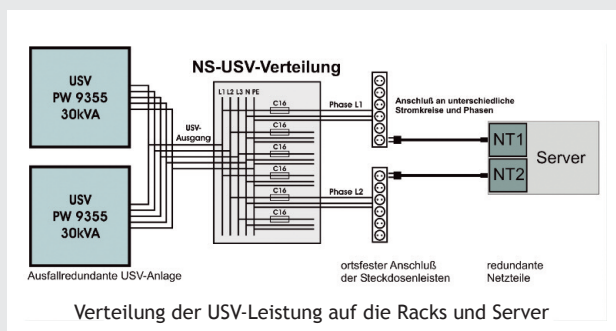 NS-USV-Verteilung
USV
PW 9355
30kVA
L1 L2 L3 N PE
C16
Phase L1
Anschluß an unterschiedliche
Stromkreise und Phasen
USV-
Ausgang
C16
C16
NT1
Server
NT2
USV
PW 9355
30kVA
C16
C16
Phase L2
C16
Ausfallredundante USV-Anlage
ortsfester Anschluß
der Steckdosenleisten
redundante
Netzteile
Verteilung der USV-Leistung auf die Racks und Server